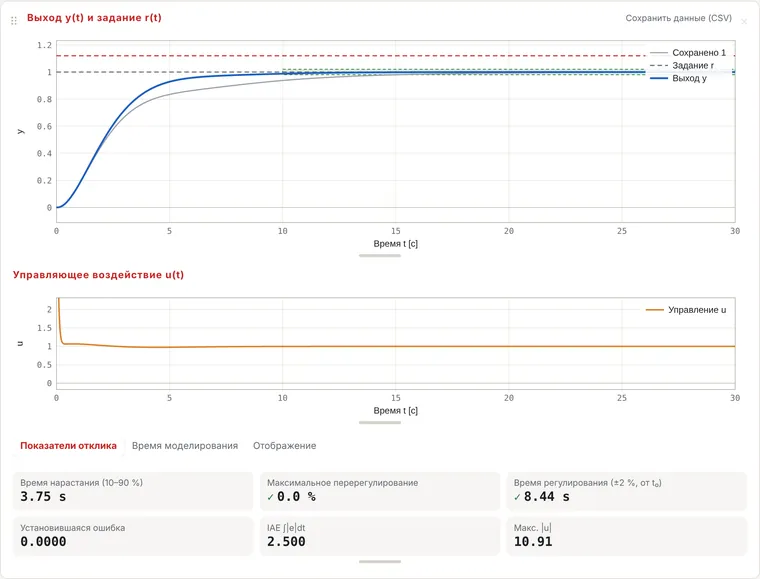 Выход y(t) и задание r(t)
Сохранить данные (CSV) ×
1.2
1
0.8
0.6
0.4
0.2
0
y
Сохранено 1
Задание r
Выход y
0 5 10 15 20 25 30
Время t [с]
Управляющее воздействие u(t)
2
1.5
1
0.5
0
u
Управление u
0 5 10 15 20 25 30
Время t [с]
Показатели отклика Время моделирования Отображение
Время нарастания (10–90 %)
3.75 s
Максимальное перерегулирование
✓ 0.0 %
Время регулирования (±2 %, от t₀)
✓ 8.44 s
Установившаяся ошибка
0.0000
IAE ∫|e|dt
2.500
Макс. |u|
10.91